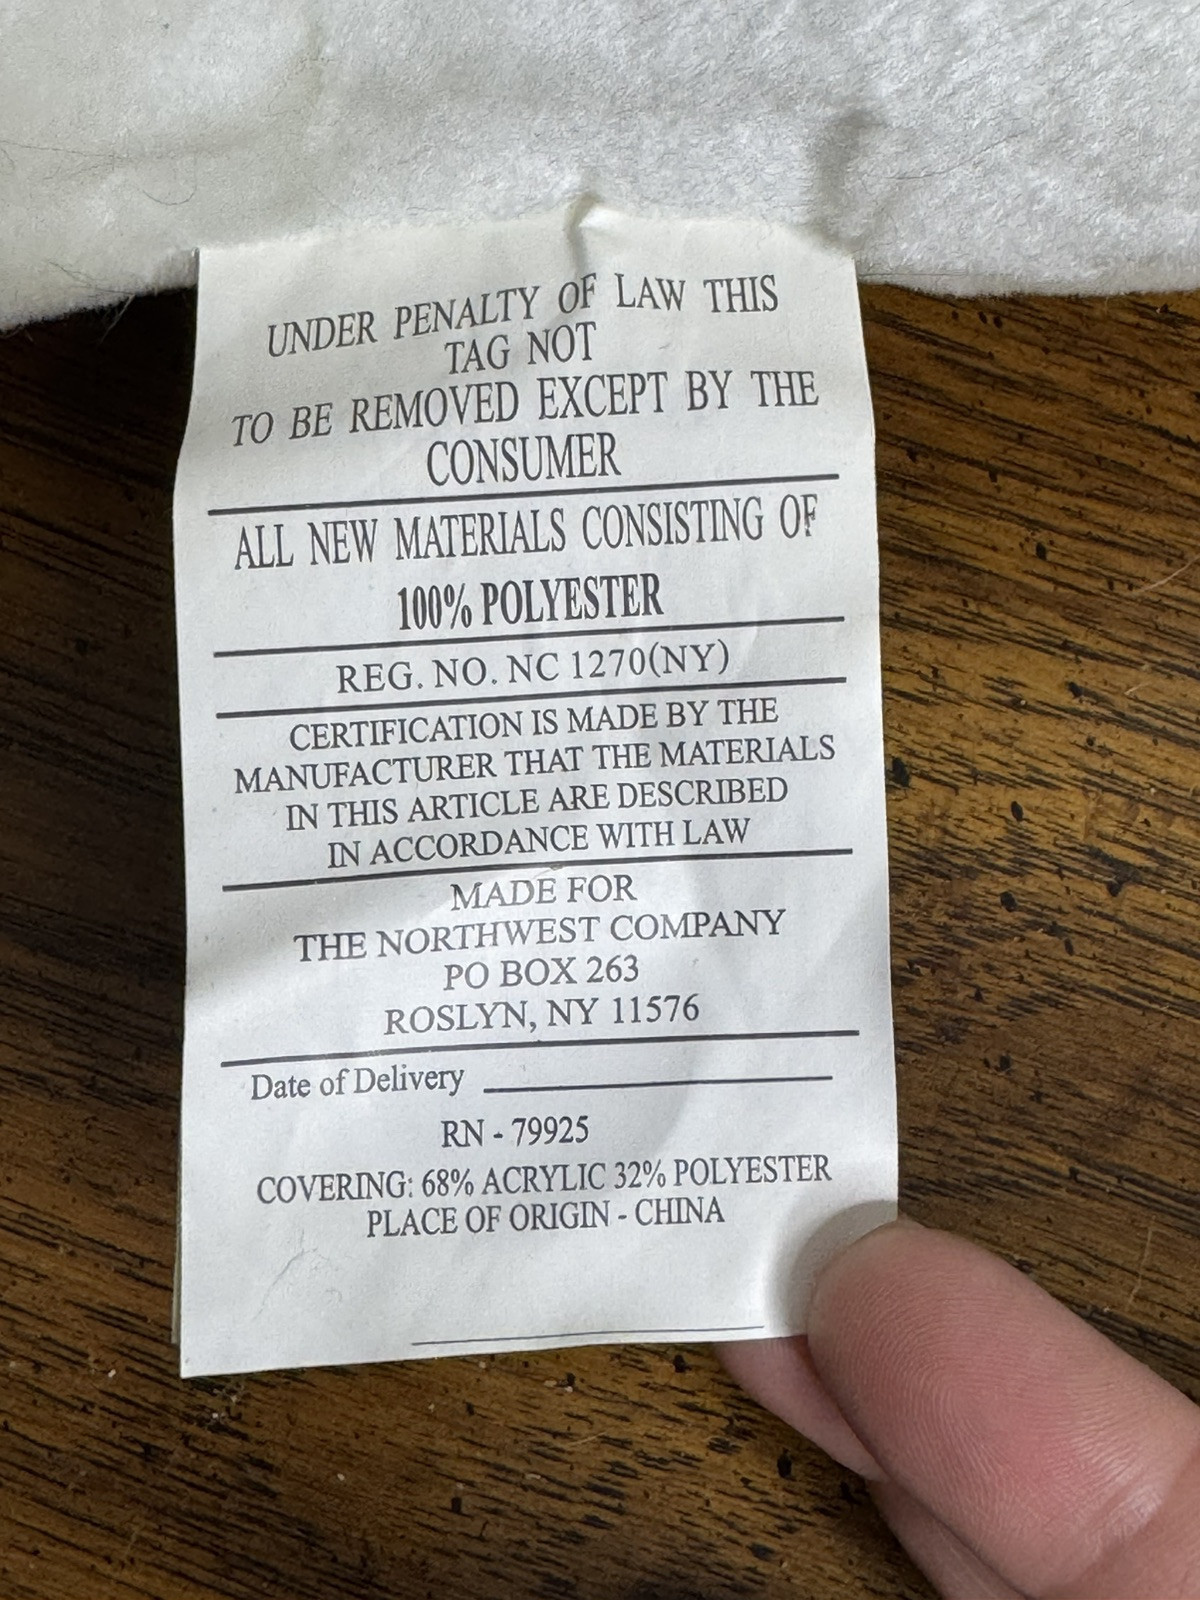 UNDER PENALTY OF LAW THIS
TAG NOT
TO BE REMOVED EXCEPT BY THE
CONSUMER
ALL NEW MATERIALS CONSISTING OF
100% POLYESTER
REG. NO. NC 1270(NY)
CERTIFICATION IS MADE BY THE
MANUFACTURER THAT THE MATERIALS
IN THIS ARTICLE ARE DESCRIBED
IN ACCORDANCE WITH LAW
MADE FOR
THE NORTHWEST COMPANY
PO BOX 263
ROSLYN, NY 11576
Date of Delivery
RN - 79925
COVERING: 68% ACRYLIC 32% POLYESTER
PLACE OF ORIGIN - CHINA